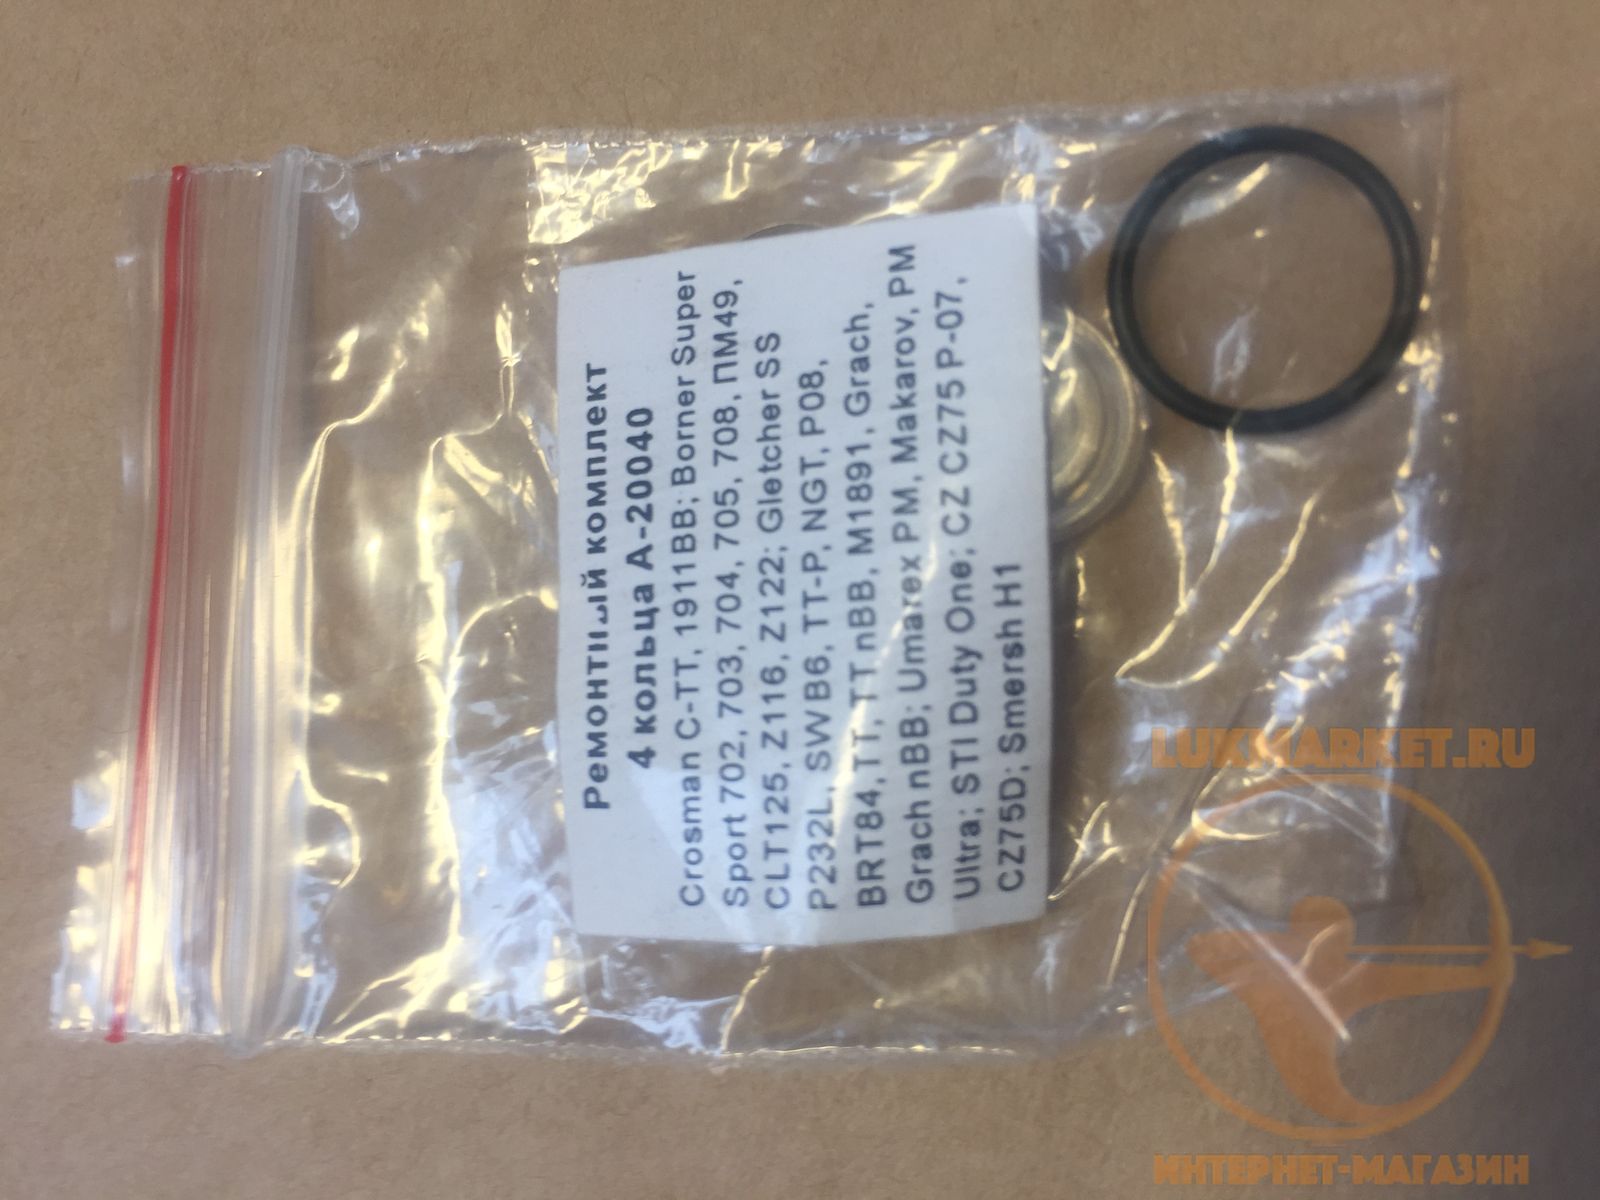 Ремонтный комплект
4 кольца А-20040
Crosman C-TT, 1911BB; Borner Super
Sport 702, 703, 704, 705, 708, ПМ49,
CLT125, Z116, Z122; Gletcher SS
P232L, SWB6, TT-P, NGT, P08,
BRT84, TT, TT nBB, M1891, Grach,
Grach nBB; Umarex PM, Makarov, PM
Ultra; STI Duty One; CZ CZ75 P-07,
CZ75D; Smersh H1
LUKMARKET.RU
ИНТЕРНЕТ-МАГАЗИН